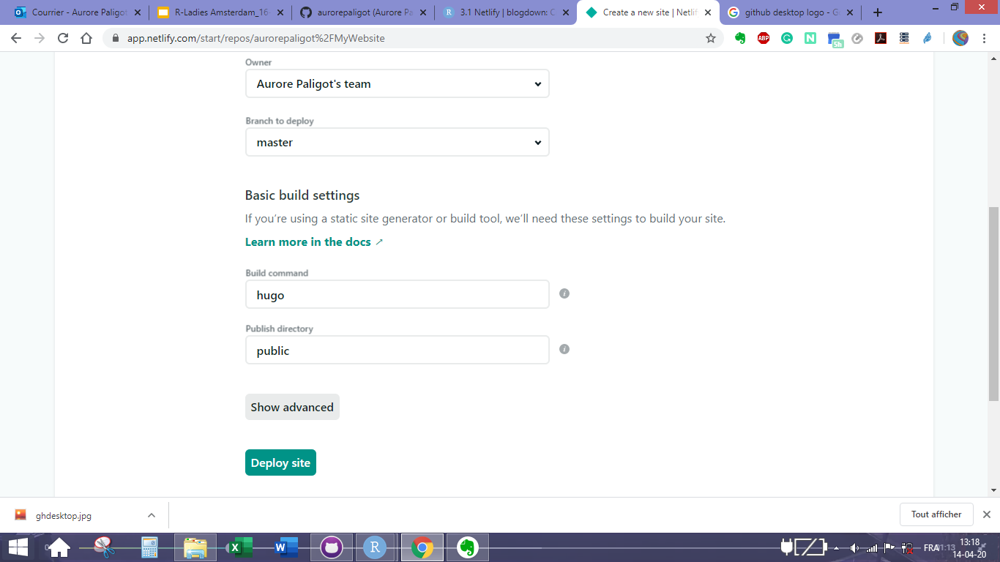 Courrier - Aurore Paligot
R-Ladies Amsterdam_16
aurorepaligot (Aurore Pa
3.1 Netlify | blogdown: C
Create a new site | Netlif
github desktop logo - G
app.netlify.com/start/repos/aurorepaligot%2FMyWebsite
ABP
5h
Owner
Aurore Paligot's team
Branch to deploy
master
Basic build settings
If you're using a static site generator or build tool, we'll need these settings to build your site.
Learn more in the docs
Build command
hugo
Publish directory
public
Show advanced
Deploy site
ghdesktop.jpg
Tout afficher
FRA
01:13
13:18
14-04-20